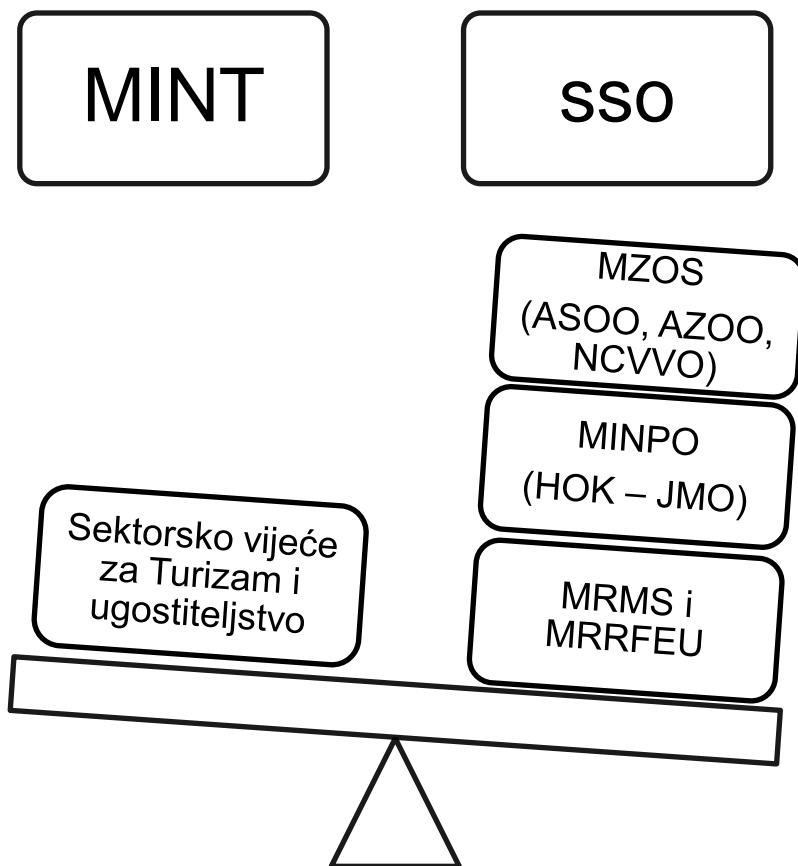 MINT
sso
MZOS
(ASOO, AZOO,
NCVVO)
MINPO
(HOK – JMO)
Sektorsko vijeće
za Turizam i
ugostiteljstvo
MRMS i
MRRFEU